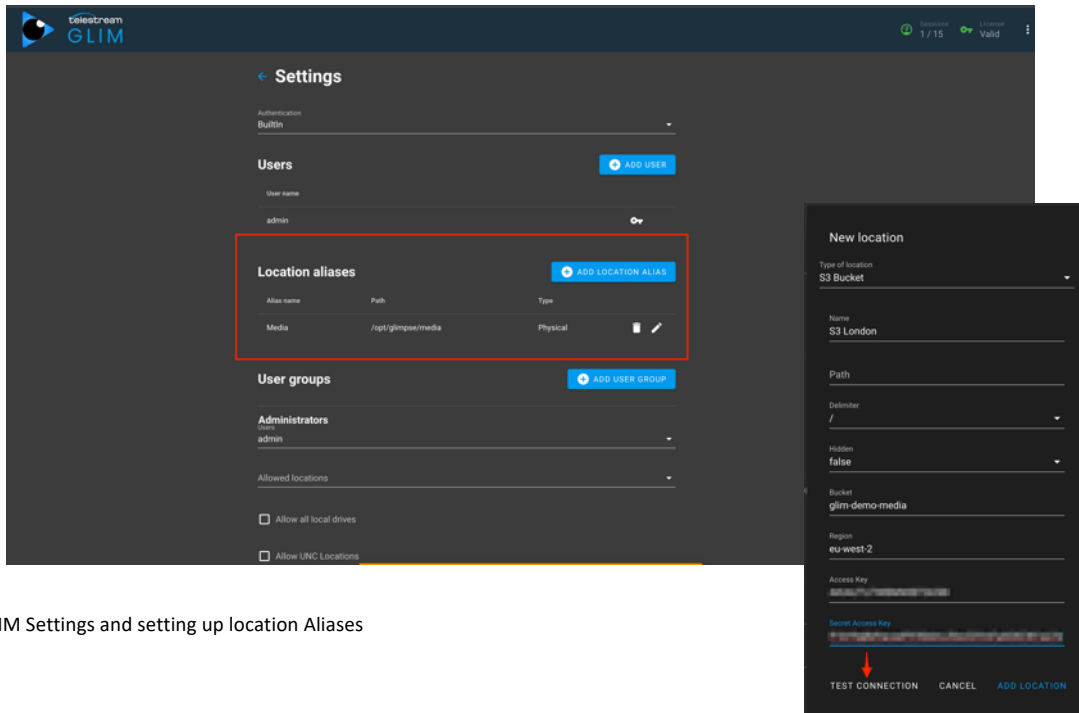 telestream
GLIM
Sessions
1 / 15
License
Valid
Settings
Authentication
BuiltIn
Users
ADD USER
User name
admin
Location aliases
ADD LOCATION ALIAS
Alias name Path Type
Media /opt/glimpse/media Physical
User groups
ADD USER GROUP
Administrators
Users
admin
Allowed locations
Allow all local drives
Allow UNC Locations
New location
Type of location
S3 Bucket
Name
S3 London
Path
Delimiter
/
Hidden
false
Bucket
glim-demo-media
Region
eu-west-2
Access Key
Secret Access Key
TEST CONNECTION CANCEL ADD LOCATION
IM Settings and setting up location Aliases